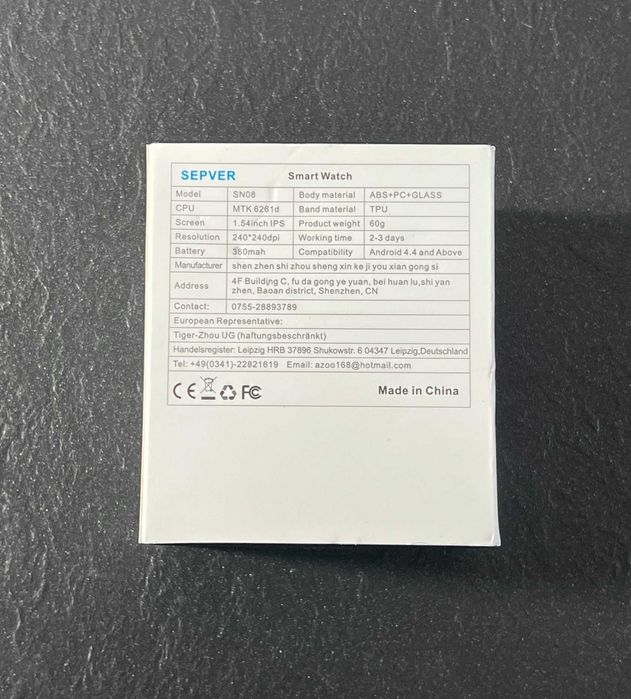 SEPVER Smart Watch
Model SN08 Body material ABS+PC+GLASS
CPU MTK 6261d Band material TPU
Screen 1.54inch IPS Product weight 60g
Resolution 240*240dpi Working time 2-3 days
Battery 380mah Compatibility Android 4.4 and Above
Manufacturer shen zhen shi zhou sheng xin ke ji you xian gong si
Address 4F Building C, fu da gong ye yuan, bei huan lu,shi yan
zhen, Baoan district, Shenzhen, CN
Contact: 0755-28893789
European Representative:
Tiger-Zhou UG (haftungsbeschränkt)
Handelsregister: Leipzig HRB 37896 Shukowstr. 6 04347 Leipzig,Deutschland
Tel: +49(0341)-22821619 Email: azoo168@hotmail.com
CE FC Made in China